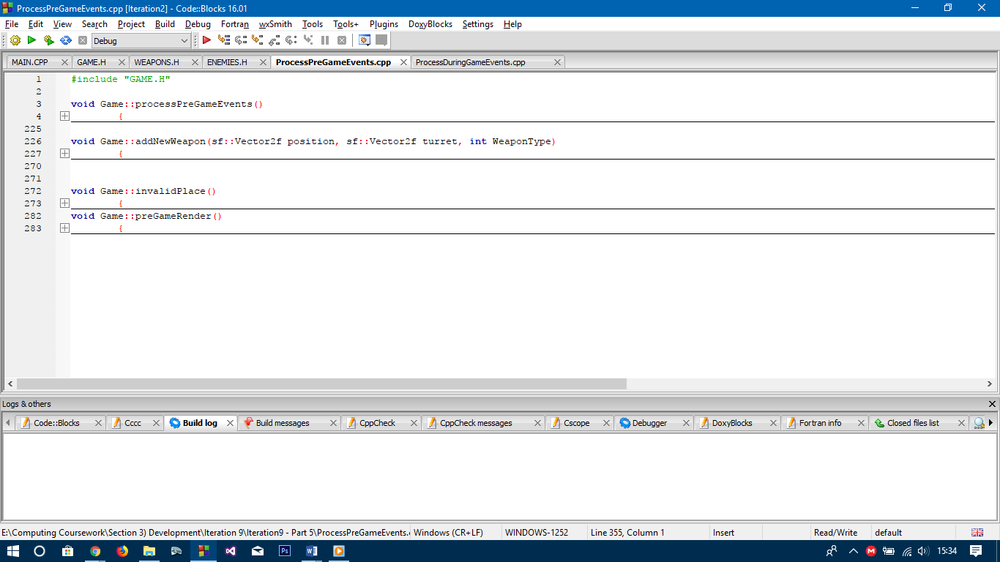 ProcessPreGameEvents.cpp [Iteration2] - Code::Blocks 16.01
File Edit View Search Project Build Debug Fortran wxSmith Tools Tools+ Plugins DoxyBlocks Settings Help
Debug
MAIN.CPP GAME.H WEAPONS.H ENEMIES.H ProcessPreGameEvents.cpp ProcessDuringGameEvents.cpp
1 #include "GAME.H"
2
3 void Game::processPreGameEvents()
4 {
225
226 void Game::addNewWeapon(sf::Vector2f position, sf::Vector2f turret, int WeaponType)
227 {
270
271
272 void Game::invalidPlace()
273 {
282 void Game::preGameRender()
283 {
Logs & others
Code::Blocks Cccc Build log Build messages CppCheck CppCheck messages Cscope Debugger DoxyBlocks Fortran info Closed files list
E:\Computing Coursework\Section 3) Development\Iteration 9\Iteration9 - Part 5\ProcessPreGameEvents. Windows (CR+LF) WINDOWS-1252 Line 355, Column 1 Insert Read/Write default
Ps M 15:34